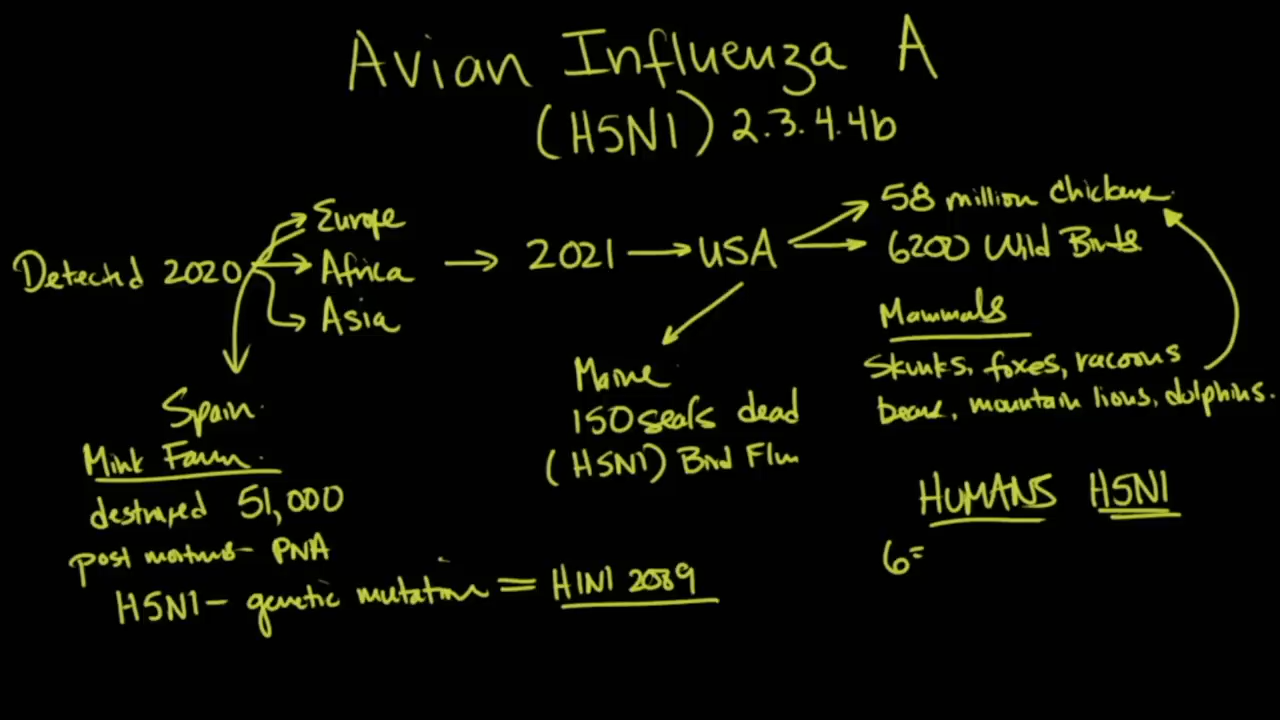 Avian Influenza A
(H5N1) 2.3.4.4b
Detected 2020
Europe
Africa
Asia
2021
USA
58 million Chickens
6200 Wild Birds
Mammals
Skunks, foxes, racoons
bears, mountain lions, dolphins.
Maine
150 seals dead
(H5N1) Bird Flu
Spain
Mink Farm
destroyed 51,000
post mortems - PNA
H5N1 - genetic mutation = H1N1
HUMANS H5N1
6=